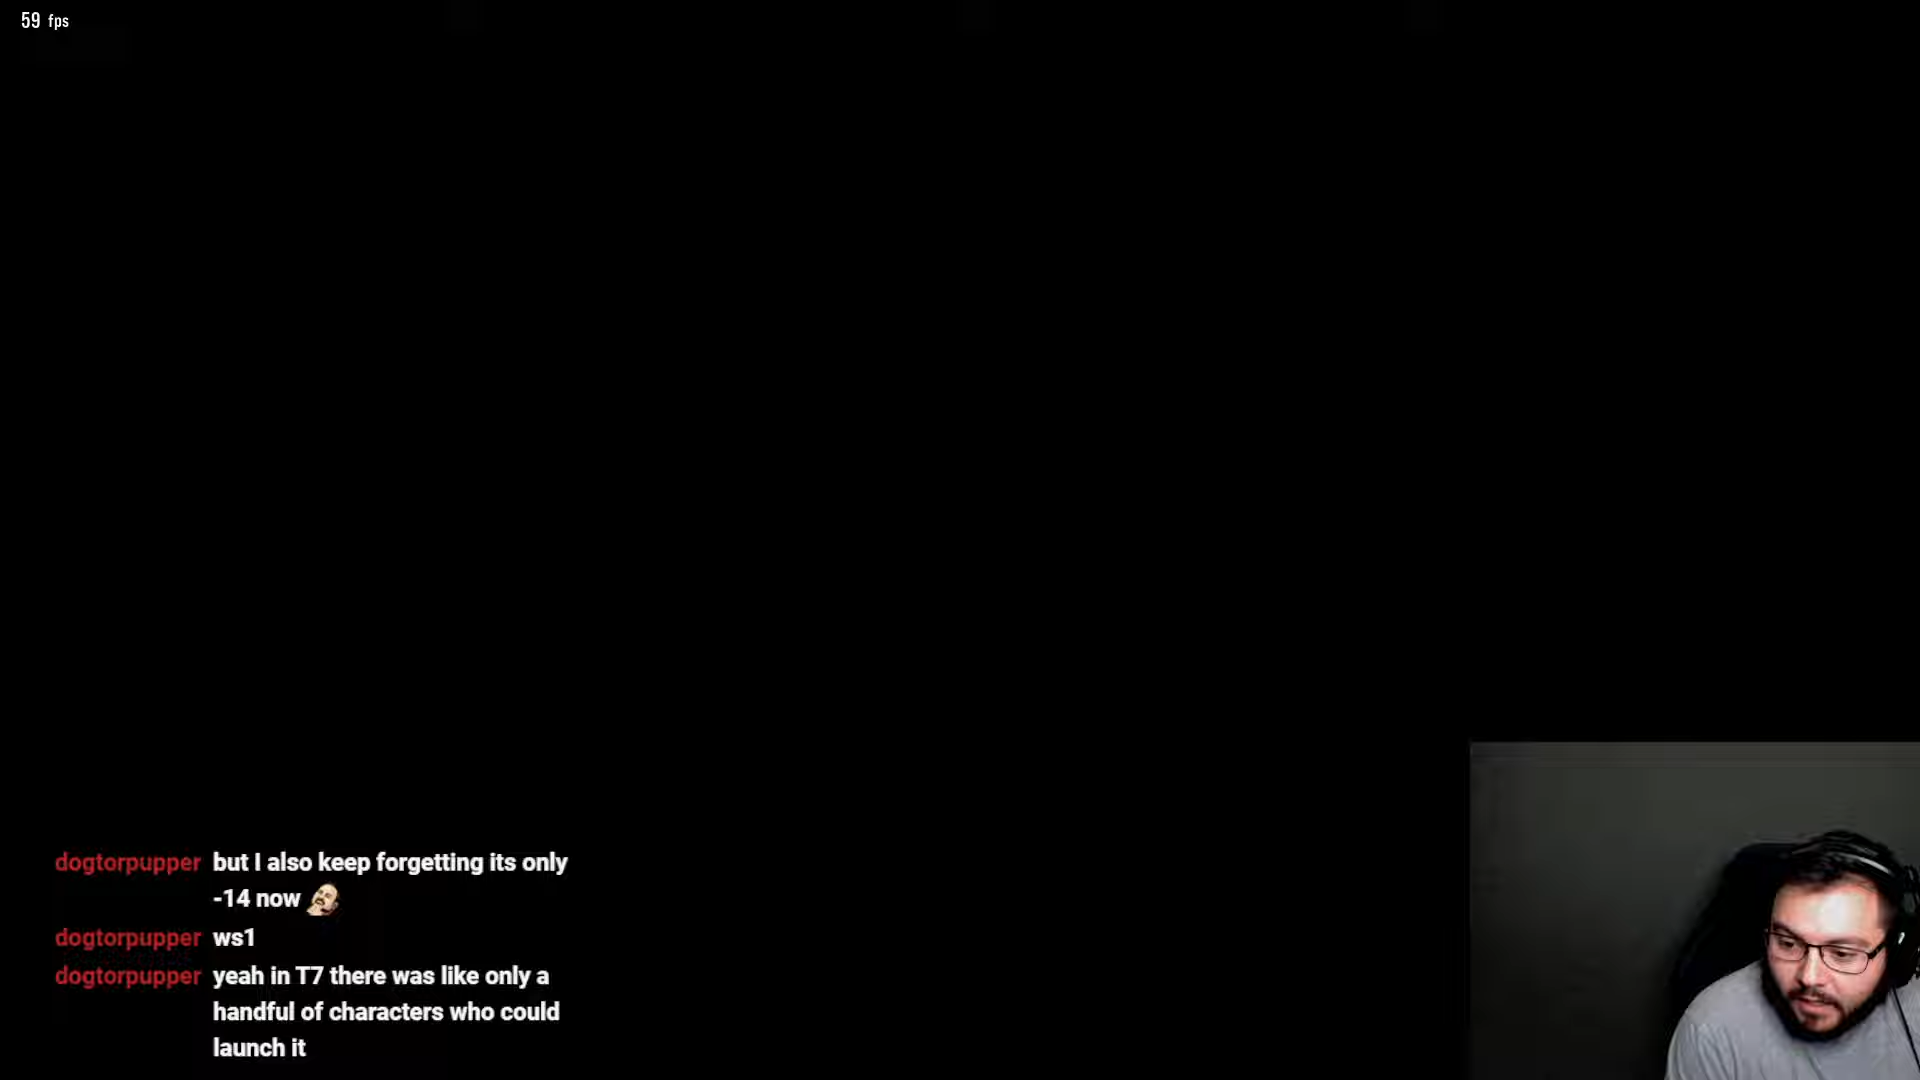 59 fps
dogtorpupper but I also keep forgetting its only
-14 now
dogtorpupper ws1
dogtorpupper yeah in T7 there was like only a
handful of characters who could
launch it